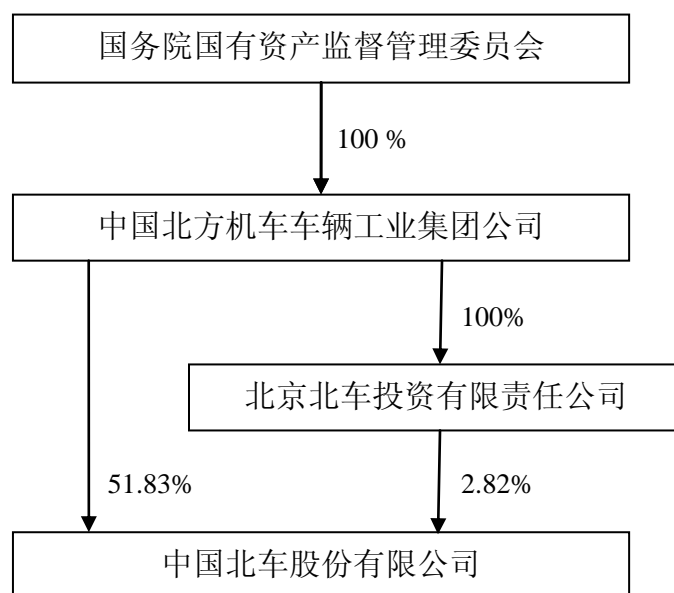 国务院国有资产监督管理委员会
100 %
中国北方机车车辆工业集团公司
100%
北京北车投资有限责任公司
51.83%
2.82%
中国北车股份有限公司